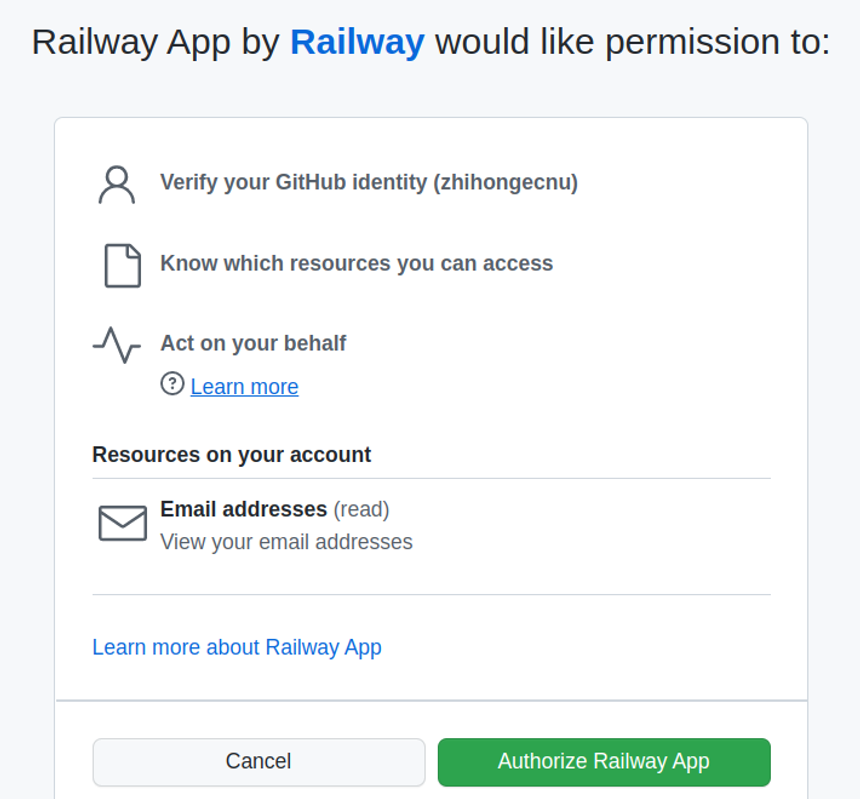 Railway App by Railway would like permission to:
Verify your GitHub identity (zhihongecnu)
Know which resources you can access
Act on your behalf
? Learn more
Resources on your account
Email addresses (read)
View your email addresses
Learn more about Railway App
Cancel
Authorize Railway App